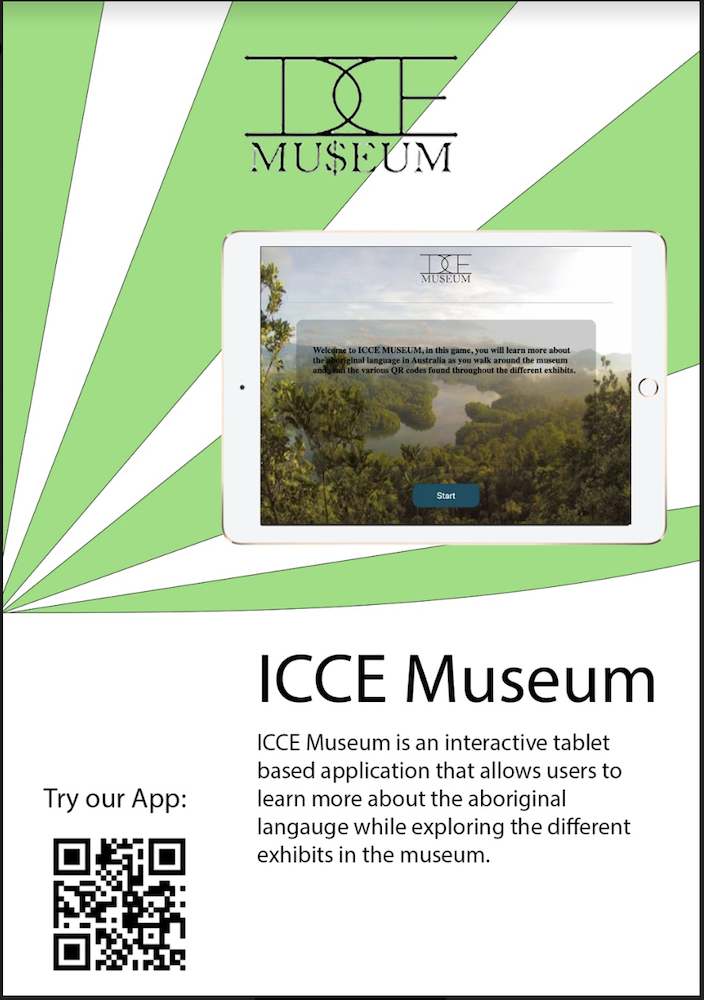 ICCE
MU$EUM
ICCE
MUSEUM
Welcome to ICCE MUSEUM, in this game, you will learn more about
the aboriginal language in Australia as you walk around the museum
and scan the various QR codes found throughout the different exhibits.
Start
ICCE Museum
ICCE Museum is an interactive tablet
based application that allows users to
learn more about the aboriginal
langauge while exploring the different
exhibits in the museum.
Try our App: